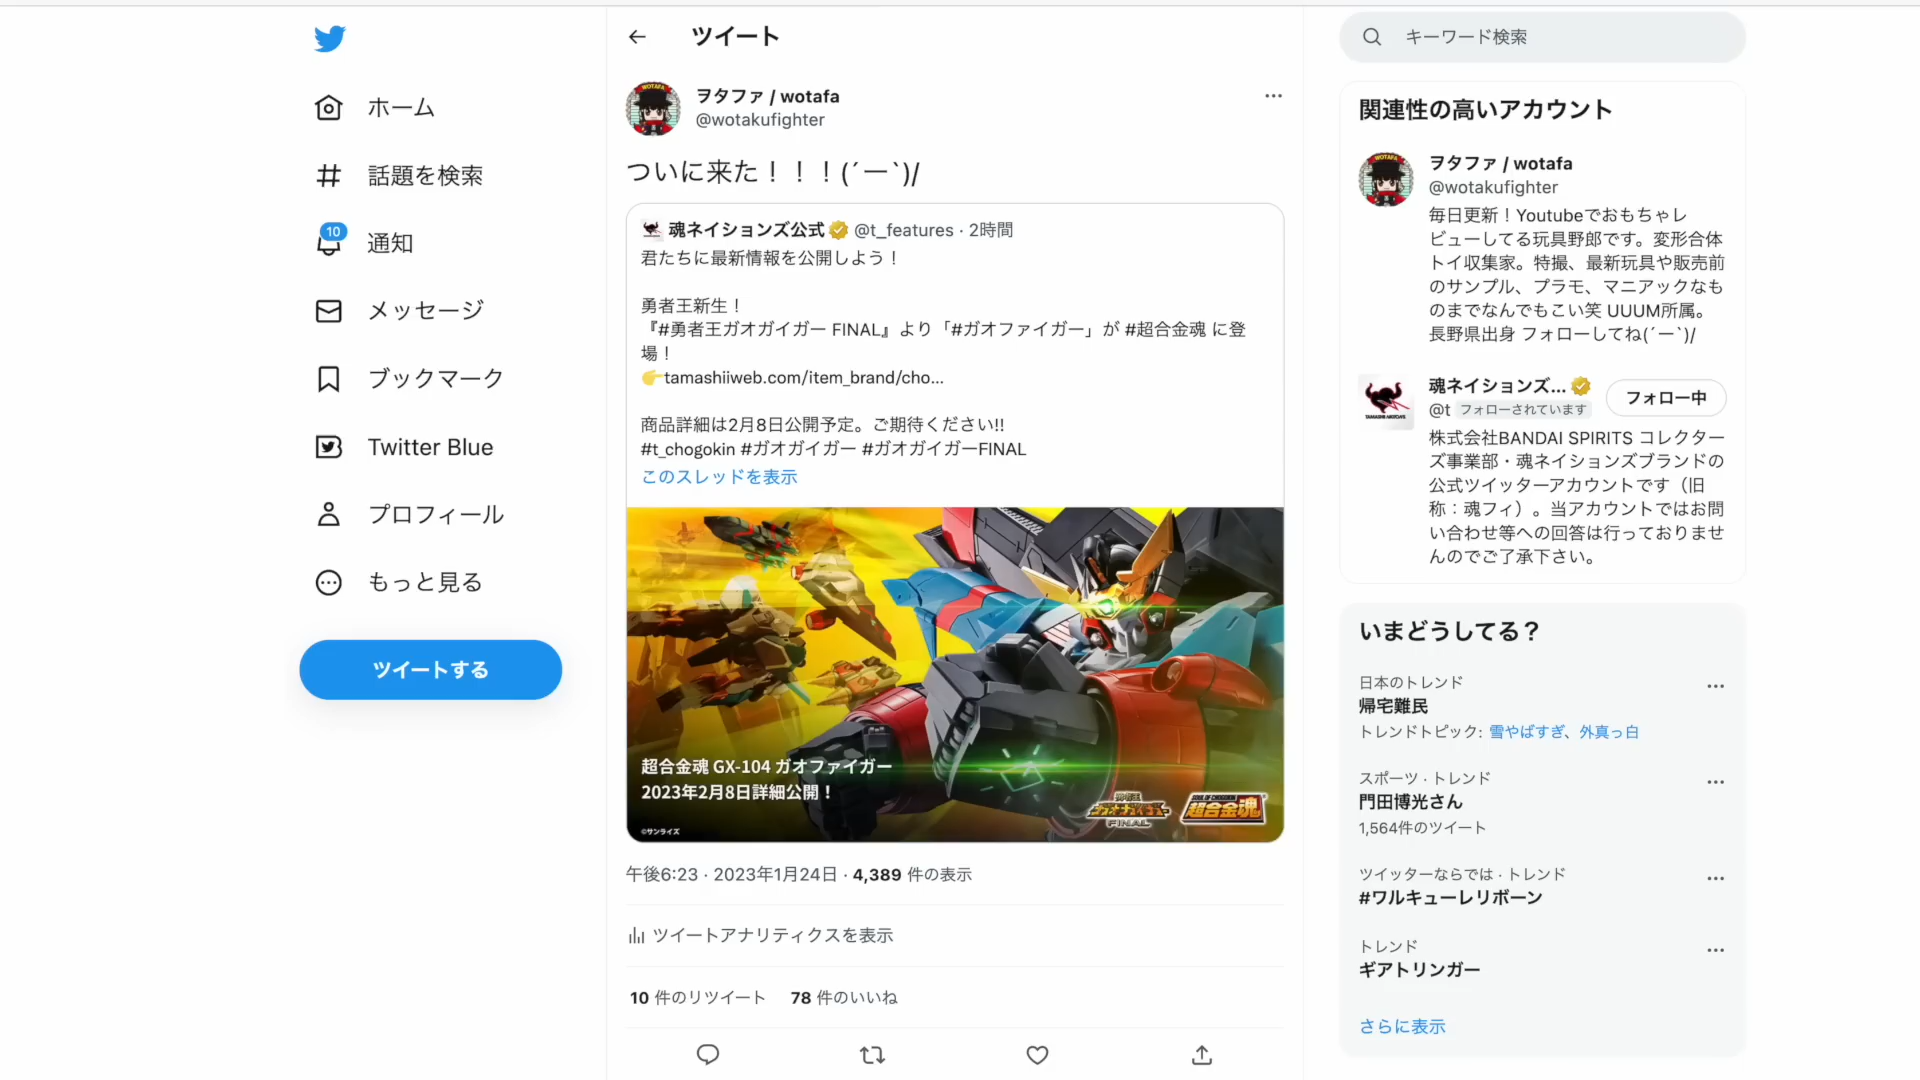 ホーム
話題を検索
10
通知
メッセージ
ブックマーク
Twitter Blue
プロフィール
もっと見る
ツイートする
ツイート
ヲタファ / wotafa
@wotakufighter
ついに来た！！！(´ー`)/
魂ネイションズ公式 @t_features · 2時間
君たちに最新情報を公開しよう！
勇者王新生！
『#勇者王ガオガイガー FINAL』より「#ガオファイガー」が #超合金魂 に登
場！
👉tamashiiweb.com/item_brand/cho...
商品詳細は2月8日公開予定。ご期待ください!!
#t_chogokin #ガオガイガー #ガオガイガーFINAL
このスレッドを表示
超合金魂 GX-104 ガオファイガー
2023年2月8日詳細公開！
©サンライズ
勇者王
ガオガイガー
FINAL
超合金魂
午後6:23 · 2023年1月24日 · 4,389 件の表示
ツイートアナリティクスを表示
10 件のリツイート 78 件のいいね
キーワード検索
関連性の高いアカウント
WOTAFA
ヲタファ / wotafa
@wotakufighter
毎日更新！Youtubeでおもちゃレ
ビューしてる玩具野郎です。変形合体
トイ収集家。特撮、最新玩具や販売前
のサンプル、プラモ、マニアックなも
のまでなんでもこい笑 UUUM所属。
長野県出身 フォローしてね(´ー`)/
TAMASHII NATIONS
魂ネイションズ...
@t フォローされています
フォロー中
株式会社BANDAI SPIRITS コレクター
ズ事業部・魂ネイションズブランドの
公式ツイッターアカウントです（旧
称：魂フィ）。当アカウントではお問
い合わせ等への回答は行っておりませ
んのでご了承下さい。
いまどうしてる？
日本のトレンド
帰宅難民
トレンドトピック: 雪やばすぎ、外真っ白
スポーツ · トレンド
門田博光さん
1,564件のツイート
ツイッターならでは · トレンド
#ワルキューレリボーン
トレンド
ギアトリンガー
さらに表示